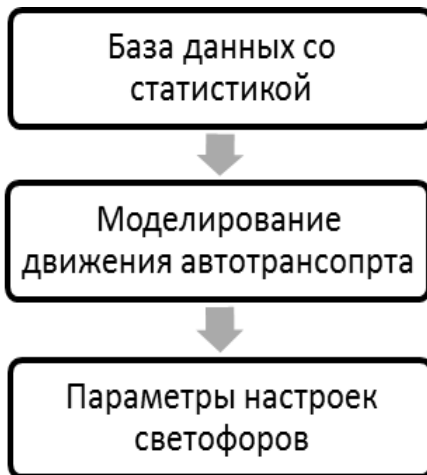 База данных со
статистикой
Моделирование
движения автотрансопрта
Параметры настроек
светофоров